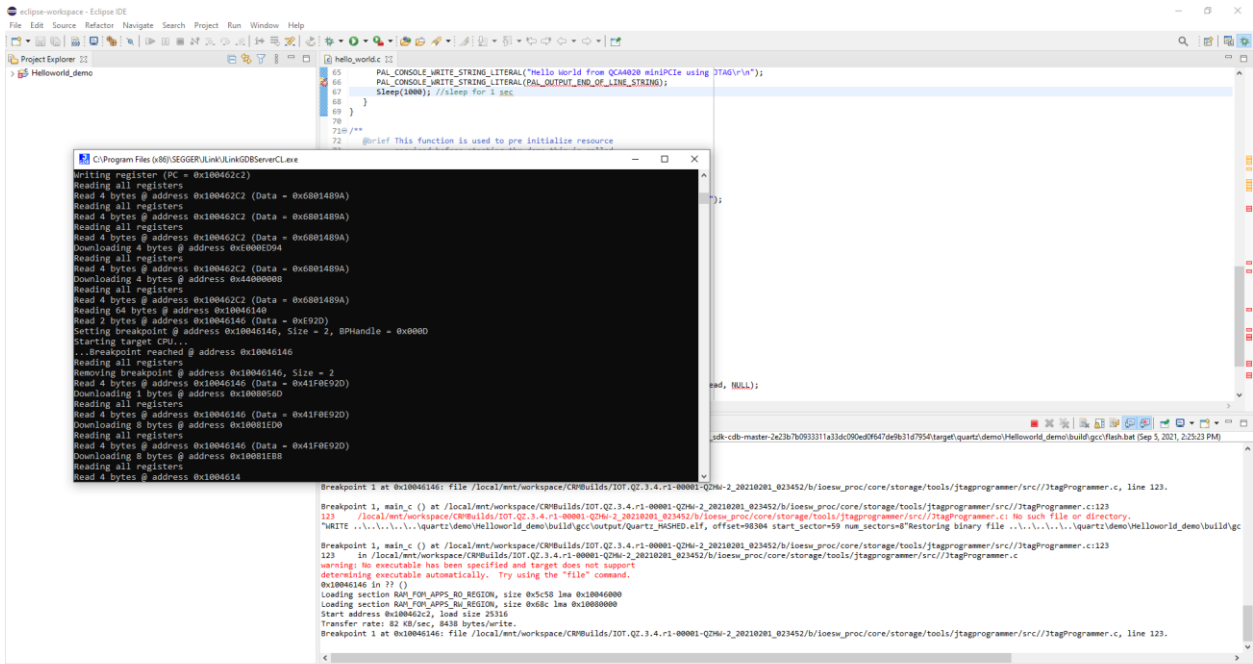 eclipse-workspace - Eclipse IDE
File Edit Source Refactor Navigate Search Project Run Window Help
Project Explorer
hello_world.c
Helloworld_demo
65 PAL_CONSOLE_WRITE_STRING_LITERAL("Hello World from QCA4020 miniPCIe using JTAG\r\n");
66 PAL_CONSOLE_WRITE_STRING_LITERAL(PAL_OUTPUT_END_OF_LINE_STRING);
67 Sleep(1000); //sleep for 1 sec
68 }
69 }
70
71 /**
72 @brief This function is used to pre initialize resource
");
C:\Program Files (x86)\SEGGER\JLink\JLinkGDBServerCL.exe
Writing register (PC = 0x100462c2)
Reading all registers
Read 4 bytes @ address 0x100462C2 (Data = 0x6801489A)
Reading all registers
Read 4 bytes @ address 0x100462C2 (Data = 0x6801489A)
Reading all registers
Read 4 bytes @ address 0x100462C2 (Data = 0x6801489A)
Downloading 4 bytes @ address 0xE000ED94
Reading all registers
Read 4 bytes @ address 0x100462C2 (Data = 0x6801489A)
Downloading 4 bytes @ address 0x44000008
Reading all registers
Read 4 bytes @ address 0x100462C2 (Data = 0x6801489A)
Reading 64 bytes @ address 0x10046140
Read 2 bytes @ address 0x10046146 (Data = 0xE92D)
Setting breakpoint @ address 0x10046146, Size = 2, BPHandle = 0x000D
Starting target CPU...
...Breakpoint reached @ address 0x10046146
Reading all registers
Removing breakpoint @ address 0x10046146, Size = 2
Read 4 bytes @ address 0x10046146 (Data = 0x41F0E92D)
Downloading 1 bytes @ address 0x1008056D
Reading all registers
Read 4 bytes @ address 0x10046146 (Data = 0x41F0E92D)
Downloading 8 bytes @ address 0x10081ED0
Reading all registers
Read 4 bytes @ address 0x10046146 (Data = 0x41F0E92D)
Downloading 8 bytes @ address 0x10081EB8
Reading all registers
Read 4 bytes @ address 0x1004614
ead, NULL);
_sdk-cdb-master-2e23b7b0933311a33dc090ed0f647de9b31d7954\target\quartz\demo\Helloworld_demo\build\gcc\flash.bat (Sep 5, 2021, 2:25:23 PM)
Breakpoint 1 at 0x10046146: file /local/mnt/workspace/CRMBuilds/IOT.QZ.3.4.r1-00001-QZHW-2_20210201_023452/b/ioesw_proc/core/storage/tools/jtagprogrammer/src//JtagProgrammer.c, line 123.
Breakpoint 1, main_c () at /local/mnt/workspace/CRMBuilds/IOT.QZ.3.4.r1-00001-QZHW-2_20210201_023452/b/ioesw_proc/core/storage/tools/jtagprogrammer/src//JtagProgrammer.c:123
123 /local/mnt/workspace/CRMBuilds/IOT.QZ.3.4.r1-00001-QZHW-2_20210201_023452/b/ioesw_proc/core/storage/tools/jtagprogrammer/src//JtagProgrammer.c: No such file or directory.
"WRITE ..\..\..\..\..\quartz\demo\Helloworld_demo\build\gcc\output/Quartz_HASHED.elf, offset=98304 start_sector=59 num_sectors=8"Restoring binary file ..\..\..\..\..\quartz\demo\Helloworld_demo\build\gc
Breakpoint 1, main_c () at /local/mnt/workspace/CRMBuilds/IOT.QZ.3.4.r1-00001-QZHW-2_20210201_023452/b/ioesw_proc/core/storage/tools/jtagprogrammer/src//JtagProgrammer.c:123
123 in /local/mnt/workspace/CRMBuilds/IOT.QZ.3.4.r1-00001-QZHW-2_20210201_023452/b/ioesw_proc/core/storage/tools/jtagprogrammer/src//JtagProgrammer.c
warning: No executable has been specified and target does not support
determining executable automatically. Try using the "file" command.
0x10046146 in ?? ()
Loading section RAM_FOM_APPS_RO_REGION, size 0x5c58 lma 0x10046000
Loading section RAM_FOM_APPS_RW_REGION, size 0x68c lma 0x10080000
Start address 0x100462c2, load size 25316
Transfer rate: 82 KB/sec, 8438 bytes/write.
Breakpoint 1 at 0x10046146: file /local/mnt/workspace/CRMBuilds/IOT.QZ.3.4.r1-00001-QZHW-2_20210201_023452/b/ioesw_proc/core/storage/tools/jtagprogrammer/src//JtagProgrammer.c, line 123.